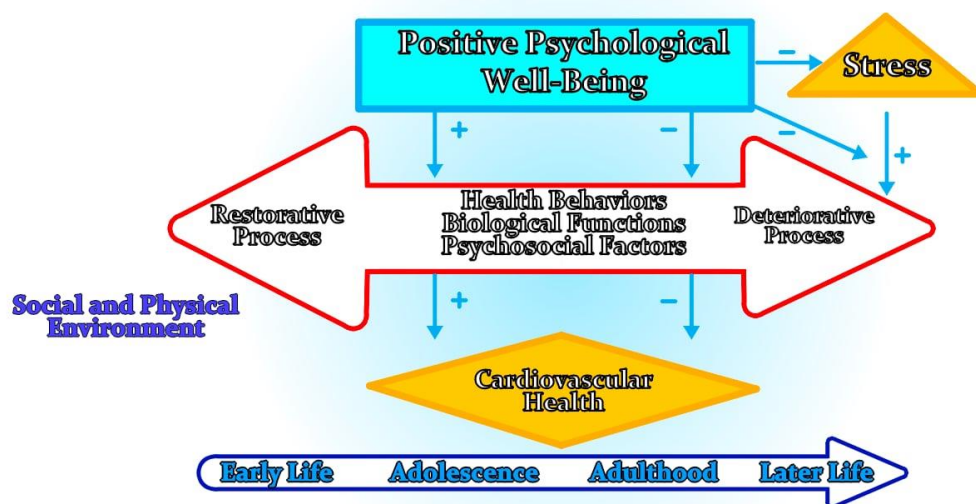 Positive Psychological
Well-Being
−
Stress
+
−
−
+
Restorative
Process
Health Behaviors
Biological Functions
Psychosocial Factors
Deteriorative
Process
Social and Physical
Environment
+
−
Cardiovascular
Health
Early Life
Adolescence
Adulthood
Later Life